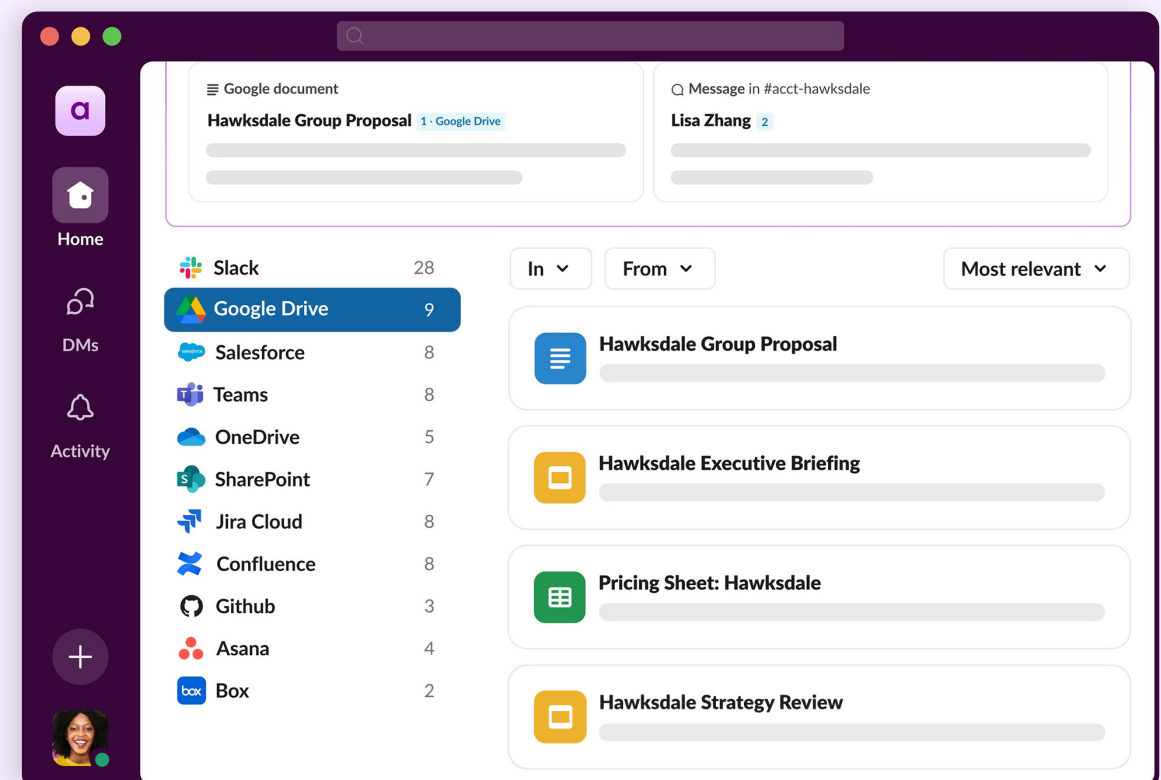 Google document
Hawksdale Group Proposal 1 · Google Drive
Message in #acct-hawksdale
Lisa Zhang 2
a
Home
DMs
Activity
Slack 28
Google Drive 9
salesforce Salesforce 8
T Teams 8
OneDrive 5
S SharePoint 7
Jira Cloud 8
Confluence 8
Github 3
Asana 4
box Box 2
In
From
Most relevant
Hawksdale Group Proposal
Hawksdale Executive Briefing
Pricing Sheet: Hawksdale
Hawksdale Strategy Review